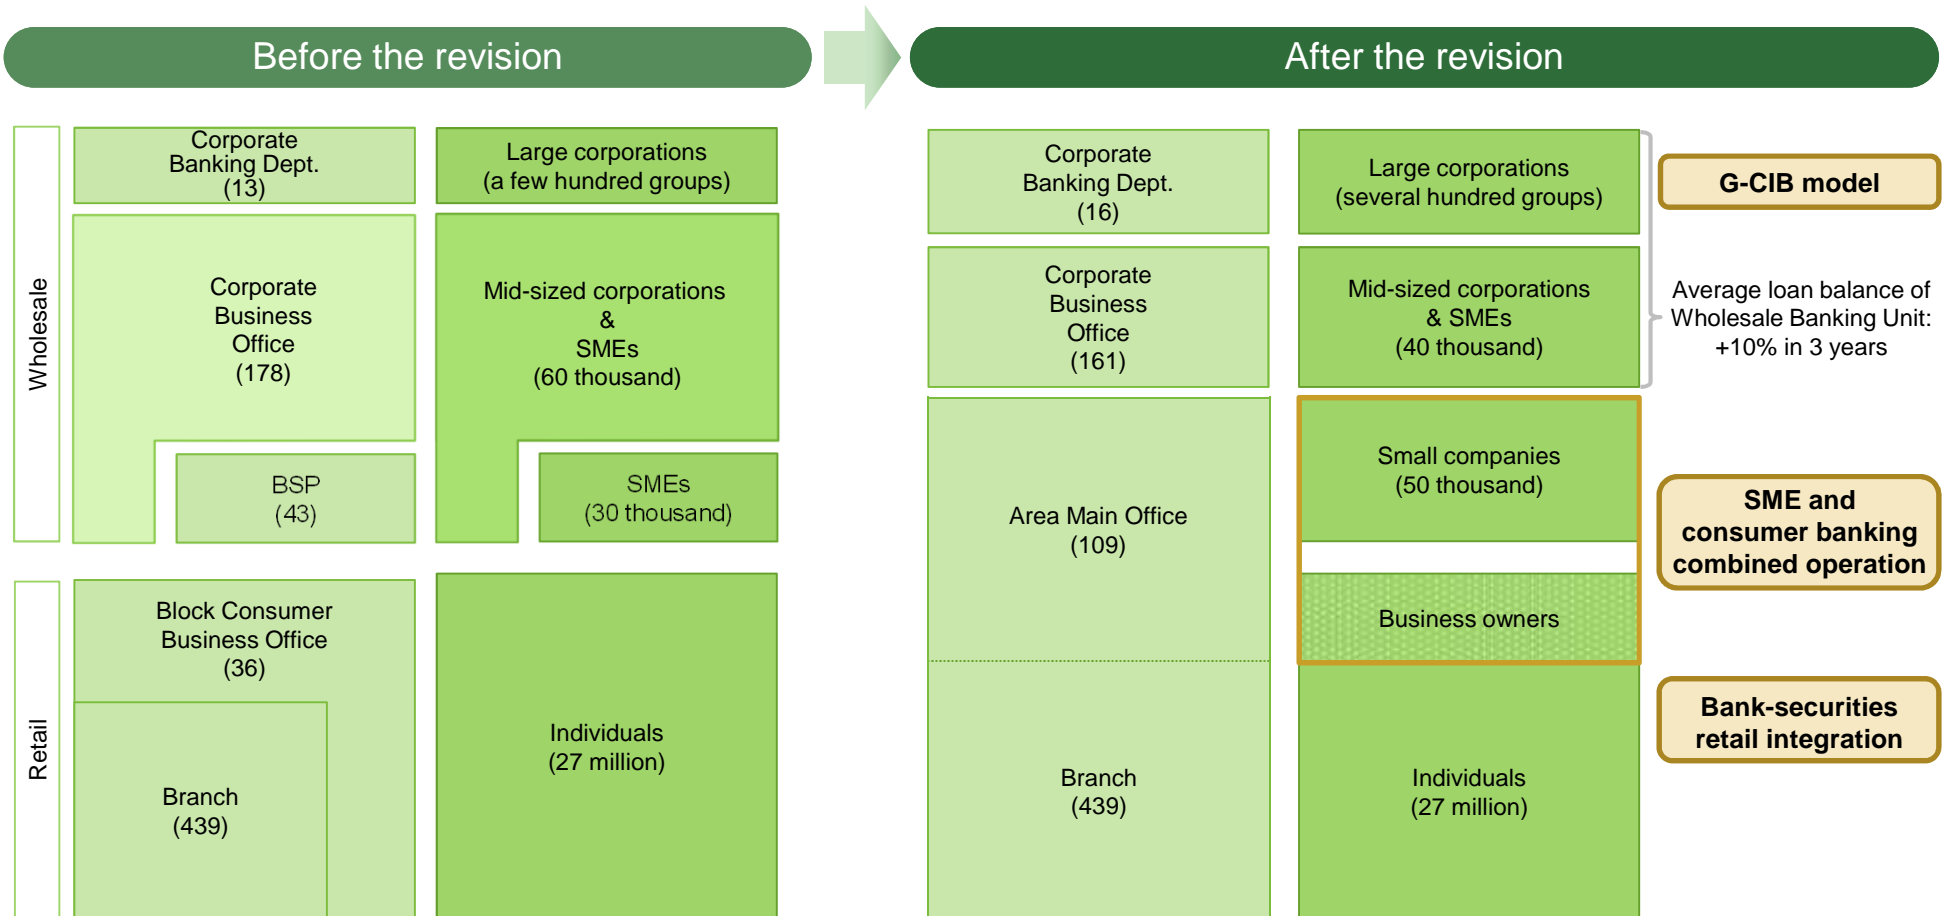 Before the revision
After the revision
Wholesale
Corporate
Banking Dept.
(13)
Large corporations
(a few hundred groups)
Corporate
Business
Office
(178)
Mid-sized corporations
&
SMEs
(60 thousand)
BSP
(43)
SMEs
(30 thousand)
Retail
Block Consumer
Business Office
(36)
Branch
(439)
Individuals
(27 million)
Corporate
Banking Dept.
(16)
Large corporations
(several hundred groups)
G-CIB model
Corporate
Business
Office
(161)
Mid-sized corporations
& SMEs
(40 thousand)
Average loan balance of
Wholesale Banking Unit:
+10% in 3 years
Area Main Office
(109)
Small companies
(50 thousand)
Business owners
SME and
consumer banking
combined operation
Branch
(439)
Individuals
(27 million)
Bank-securities
retail integration